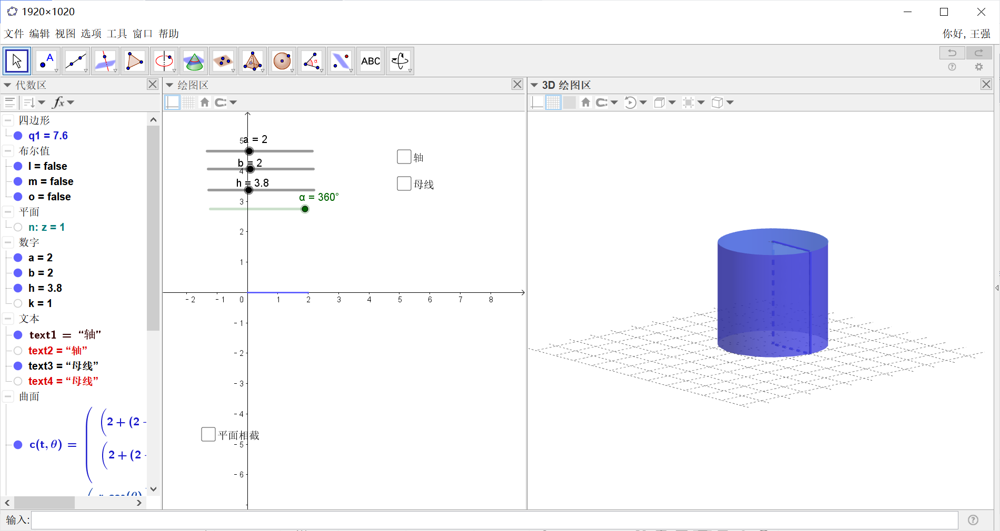 1920×1020
文件 编辑 视图 选项 工具 窗口 帮助
你好, 王强
A
α
ABC
代数区
绘图区
3D 绘图区
fx
四边形
q1 = 7.6
布尔值
l = false
m = false
o = false
平面
n: z = 1
数字
a = 2
b = 2
h = 3.8
k = 1
文本
text1 = “轴”
text2 = “轴”
text3 = “母线”
text4 = “母线”
曲面
(2 + (2 -
c(t, θ) =
(2 + (2 -
a = 2
b = 2
h = 3.8
α = 360°
轴
母线
平面相截
5
4
3
2
1
-2 -1 0 1 2 3 4 5 6 7 8
-1
-2
-3
-4
-5
-6
输入: